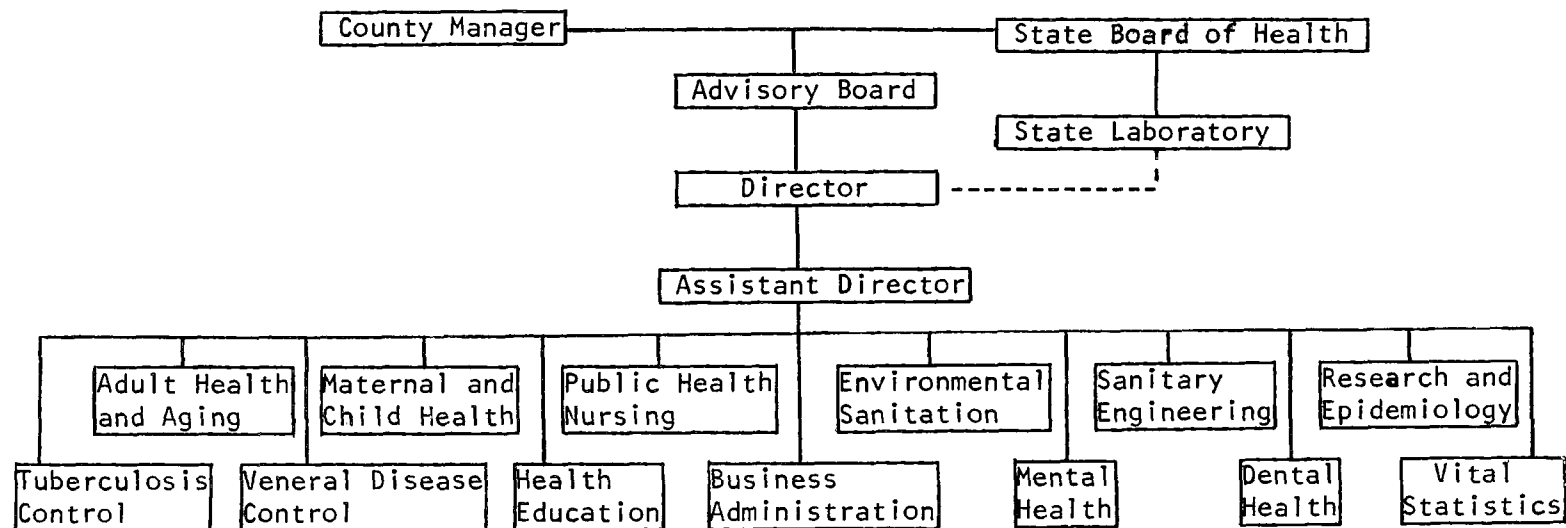 County Manager
State Board of Health
Advisory Board
State Laboratory
Director
Assistant Director
Adult Health
and Aging
Maternal and
Child Health
Public Health
Nursing
Environmental
Sanitation
Sanitary
Engineering
Research and
Epidemiology
Tuberculosis
Control
Veneral Disease
Control
Health
Education
Business
Administration
Mental
Health
Dental
Health
Vital
Statistics